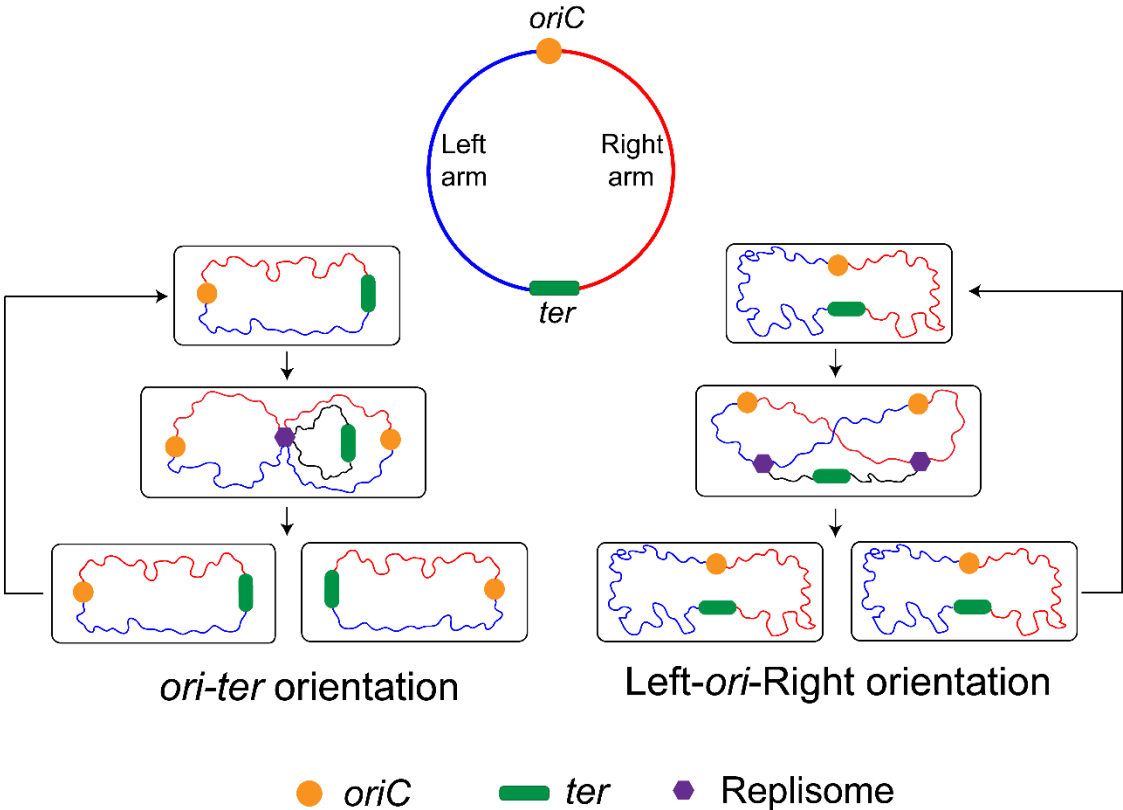 oriC
Left
arm
Right
arm
ter
ori-ter orientation
Left-ori-Right orientation
oriC
ter
Replisome